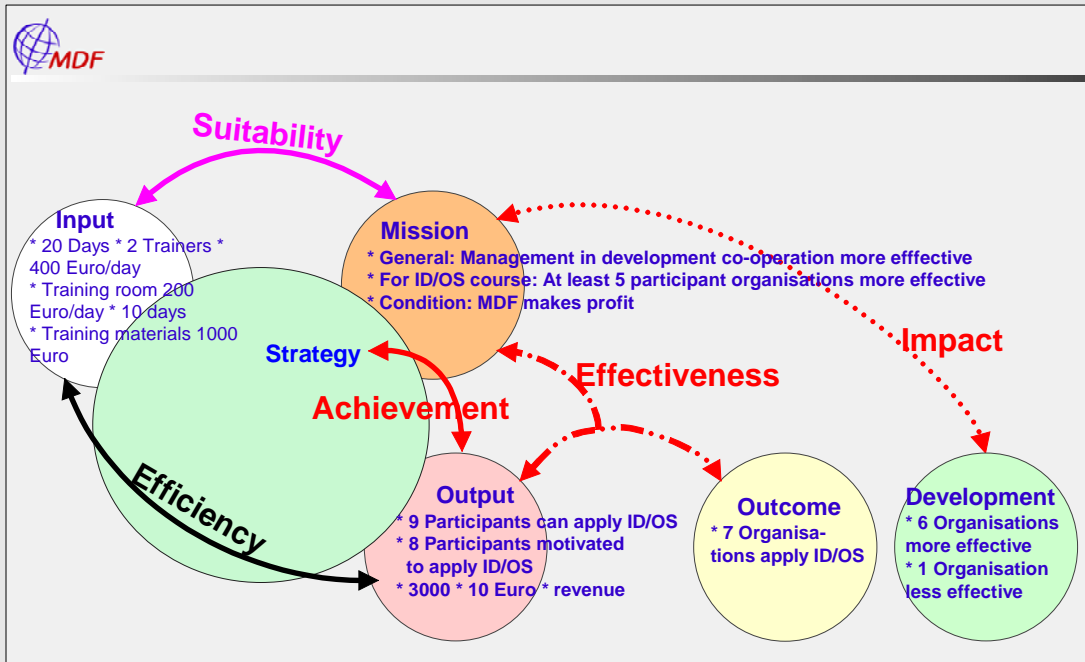 MDF
Suitability
Input
* 20 Days * 2 Trainers *
400 Euro/day
* Training room 200
Euro/day * 10 days
* Training materials 1000
Euro
Mission
* General: Management in development co-operation more efffective
* For ID/OS course: At least 5 participant organisations more effective
* Condition: MDF makes profit
Strategy
Achievement
Effectiveness
Impact
Efficiency
Output
* 9 Participants can apply ID/OS
* 8 Participants motivated
to apply ID/OS
* 3000 * 10 Euro * revenue
Outcome
* 7 Organisa-
tions apply ID/OS
Development
* 6 Organisations
more effective
* 1 Organisation
less effective